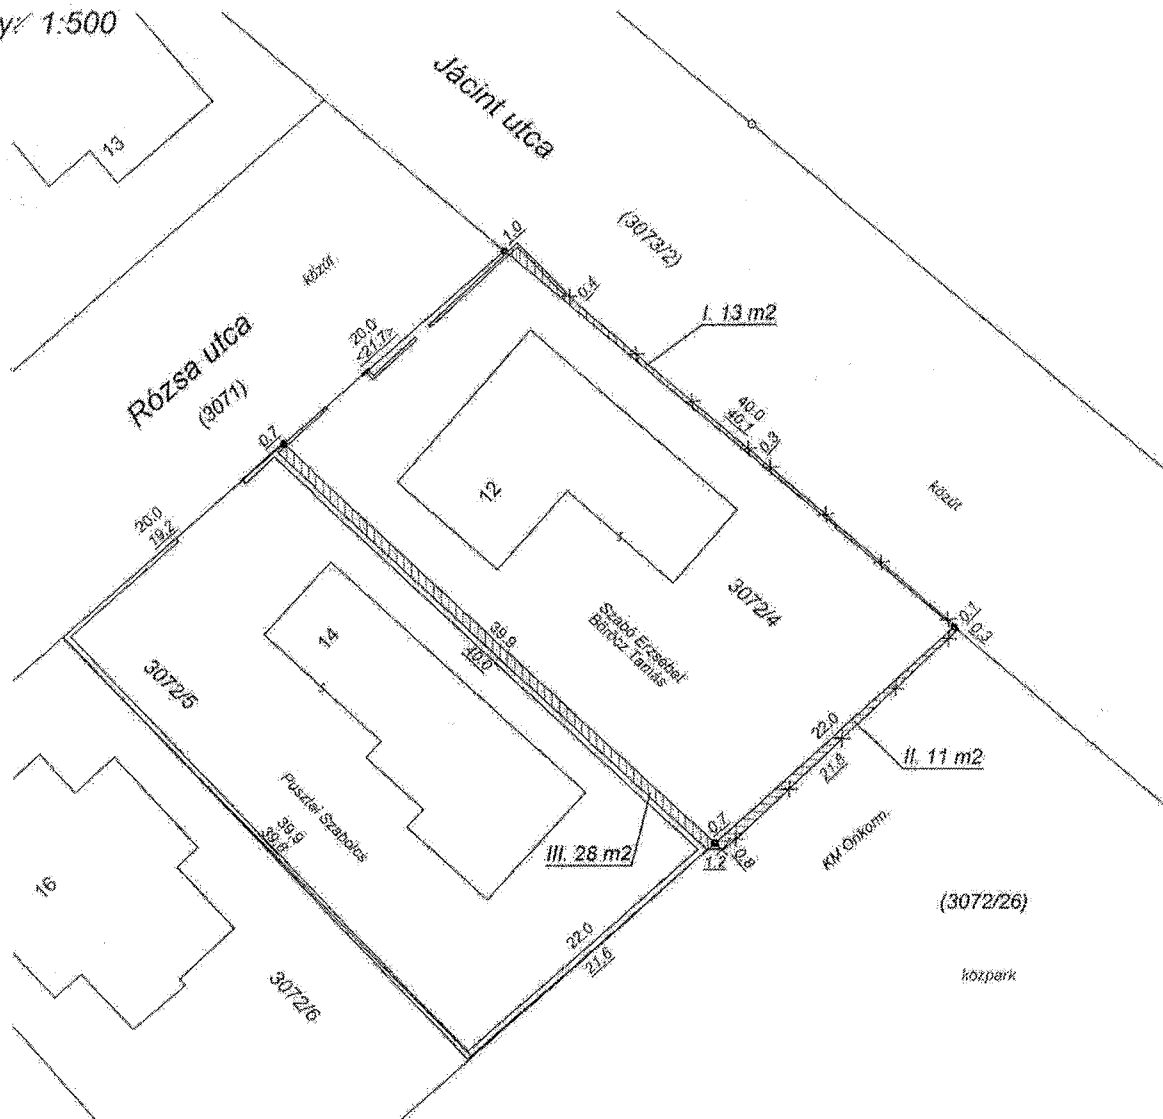 y: 1:500
Jácint utca
13
1.0
(3073/2)
közút
0.4
I. 13 m2
20.0
<21.7>
Rózsa utca
(3071)
40.0
40.1
0.3
0.7
12
közút
20.0
19.2
3072/4
14
39.9
40.0
Szabó Erzsébet
Böröcz Tamás
0.1
0.3
3072/5
22.0
21.8
II. 11 m2
Pusztai Szabolcs
39.9
39.8
0.7
1.2
0.8
III. 28 m2
KM Önkorm.
16
(3072/26)
22.0
21.6
közpark
3072/6